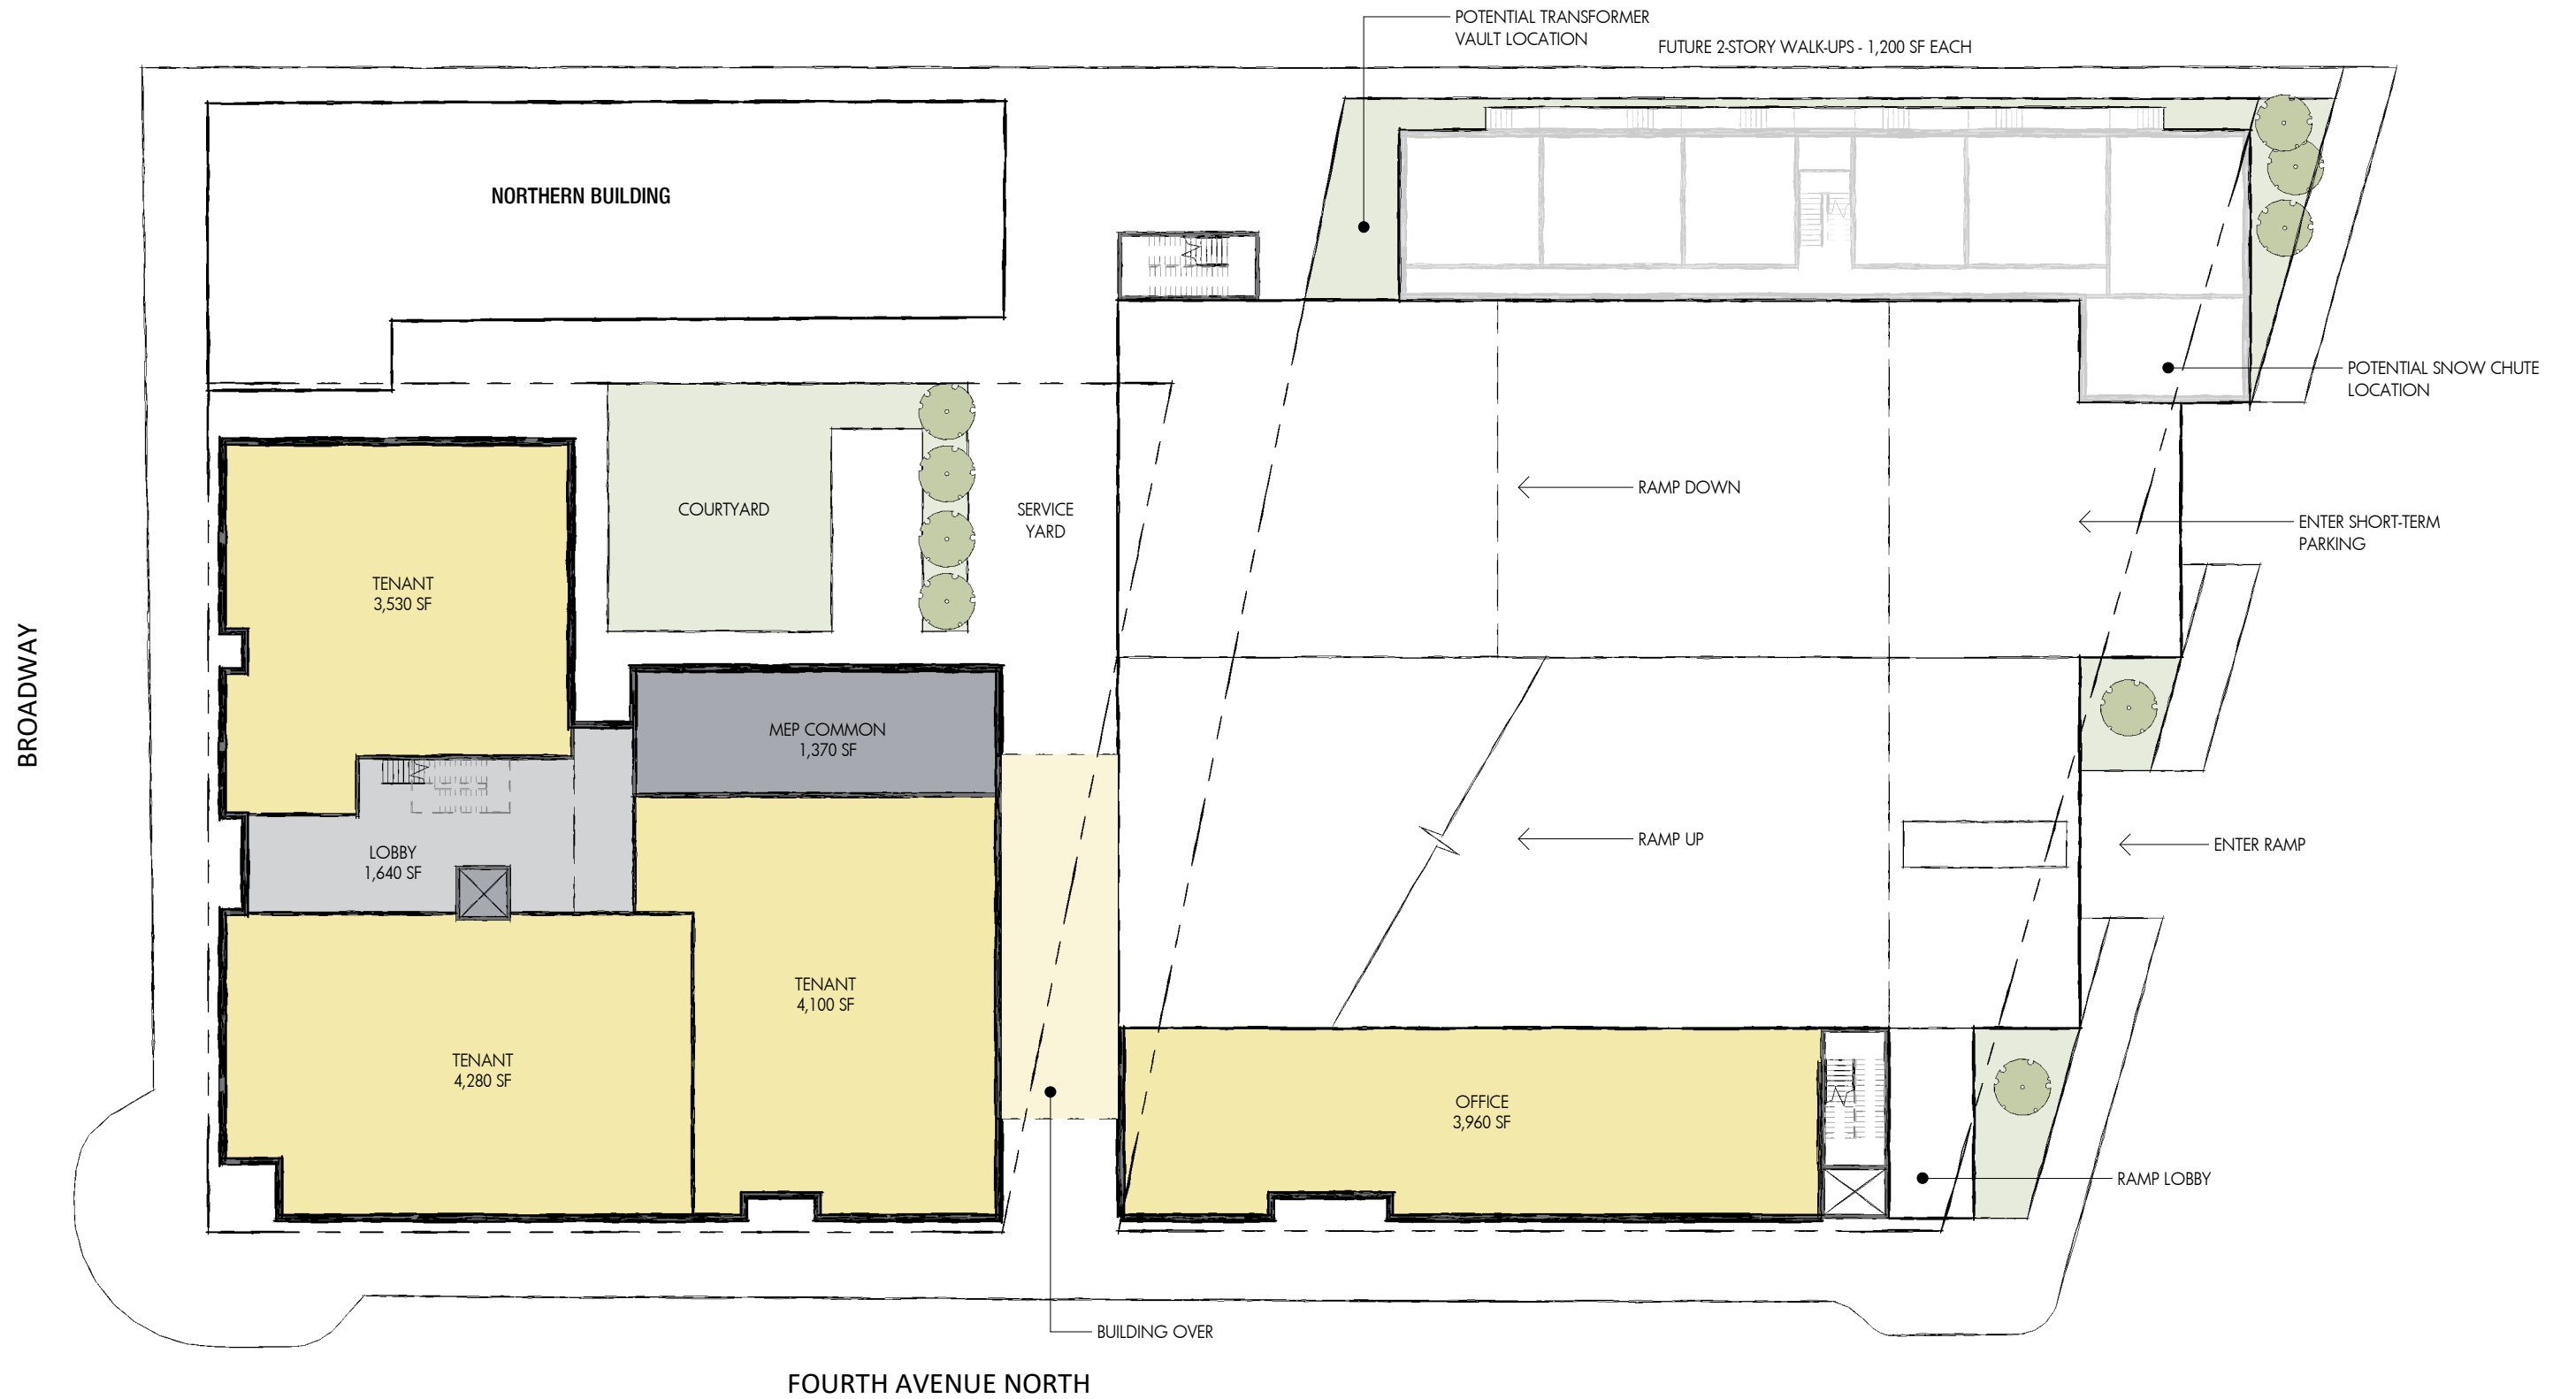 POTENTIAL TRANSFORMER
VAULT LOCATION
FUTURE 2-STORY WALK-UPS - 1,200 SF EACH
NORTHERN BUILDING
POTENTIAL SNOW CHUTE
LOCATION
COURTYARD
SERVICE
YARD
RAMP DOWN
ENTER SHORT-TERM
PARKING
TENANT
3,530 SF
BROADWAY
MEP COMMON
1,370 SF
LOBBY
1,640 SF
RAMP UP
ENTER RAMP
TENANT
4,100 SF
TENANT
4,280 SF
OFFICE
3,960 SF
RAMP LOBBY
BUILDING OVER
FOURTH AVENUE NORTH